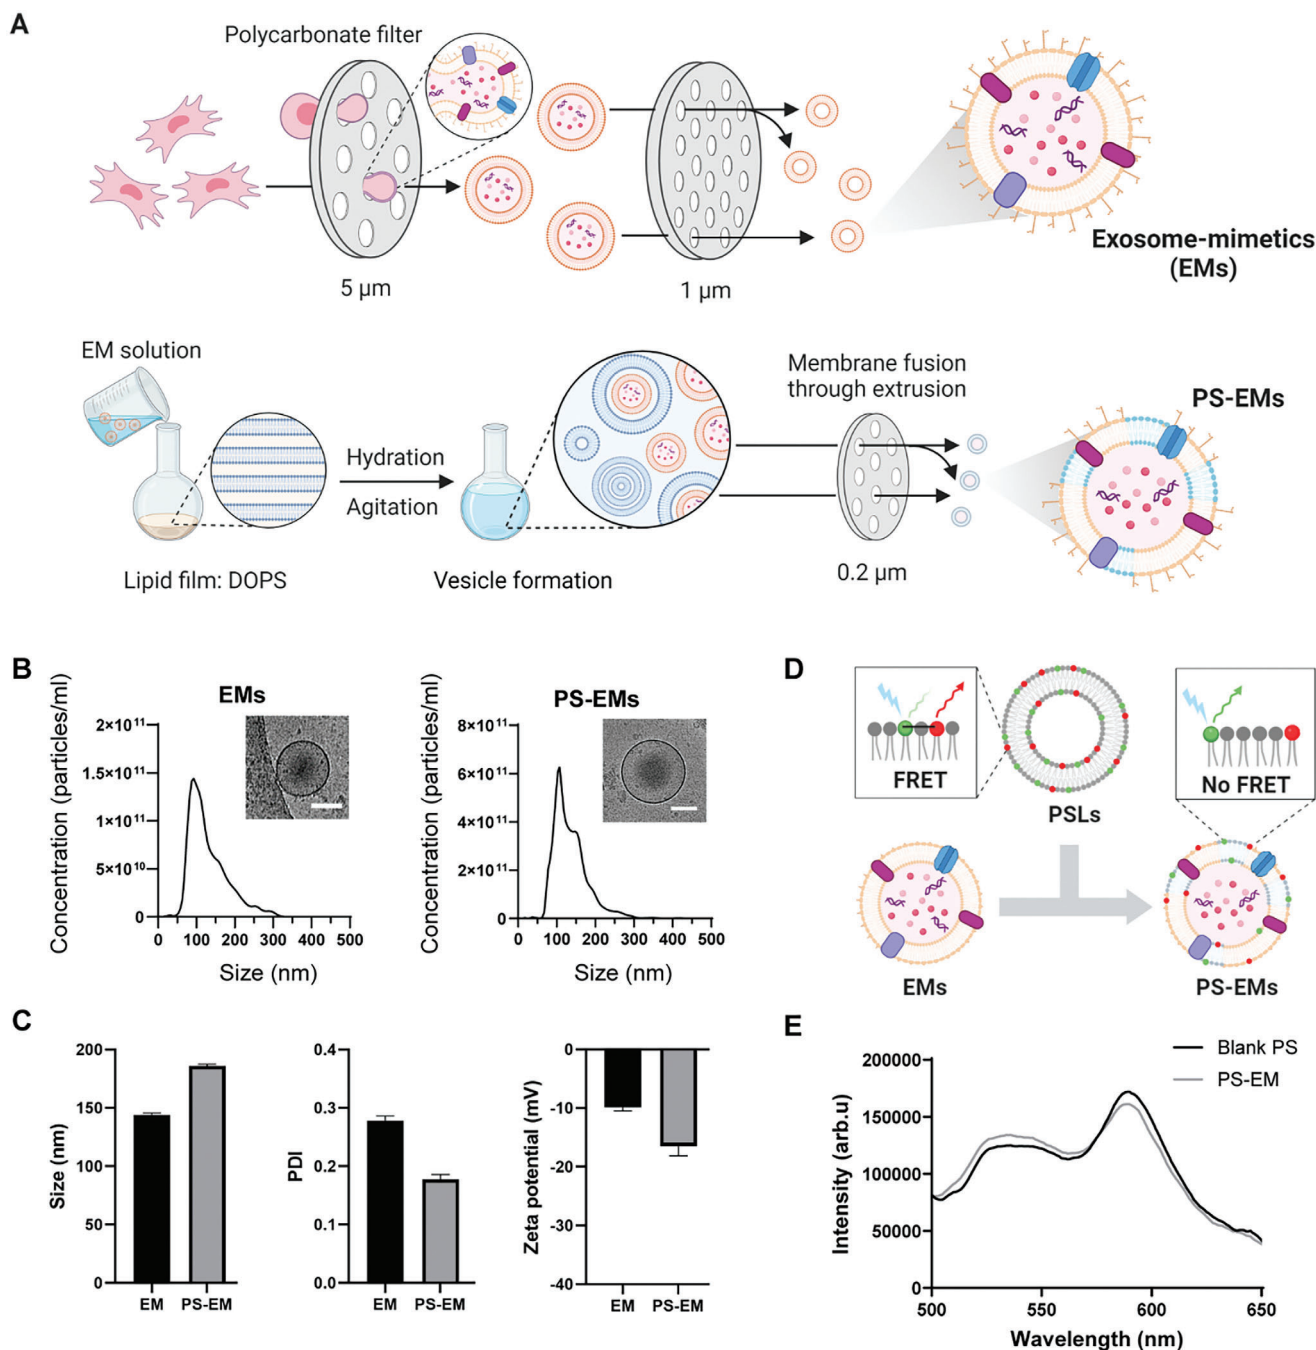 A
Polycarbonate filter
5 µm
1 µm
Exosome-mimetics
(EMs)
EM solution
Hydration
Agitation
Lipid film: DOPS
Vesicle formation
Membrane fusion
through extrusion
0.2 µm
PS-EMs
B
EMs
Concentration (particles/ml)
2×10¹¹
1.5×10¹¹
1×10¹¹
5×10¹⁰
0
0 100 200 300 400 500
Size (nm)
PS-EMs
Concentration (particles/ml)
8×10¹¹
6×10¹¹
4×10¹¹
2×10¹¹
0
0 100 200 300 400 500
Size (nm)
C
Size (nm)
200
150
100
50
0
EM PS-EM
PDI
0.4
0.3
0.2
0.1
0.0
EM PS-EM
Zeta potential (mV)
0
-10
-20
-30
-40
EM PS-EM
D
FRET
PSLs
No FRET
EMs
PS-EMs
E
Blank PS
PS-EM
Intensity (arb.u)
200000
150000
100000
50000
0
500 550 600 650
Wavelength (nm)